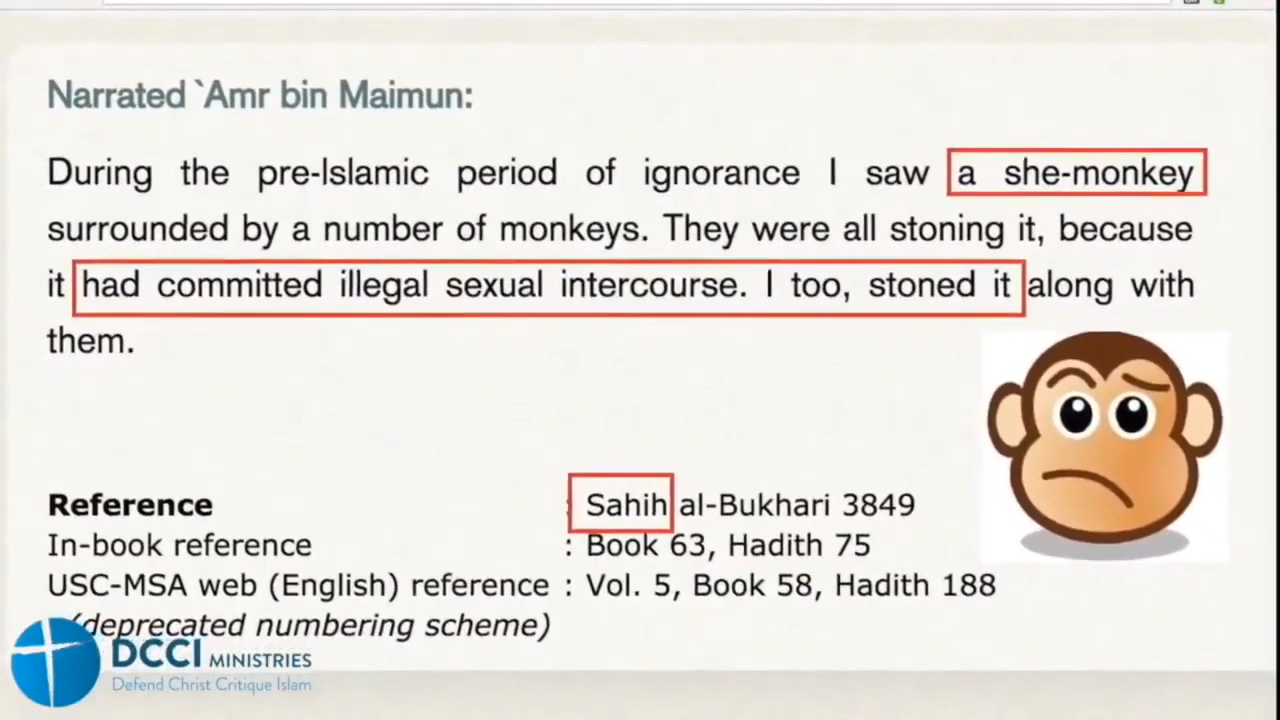 Narrated `Amr bin Maimun:
During the pre-Islamic period of ignorance I saw a she-monkey
surrounded by a number of monkeys. They were all stoning it, because
it had committed illegal sexual intercourse. I too, stoned it along with
them.
Reference : Sahih al-Bukhari 3849
In-book reference : Book 63, Hadith 75
USC-MSA web (English) reference : Vol. 5, Book 58, Hadith 188
(deprecated numbering scheme)
DCCI MINISTRIES
Defend Christ Critique Islam